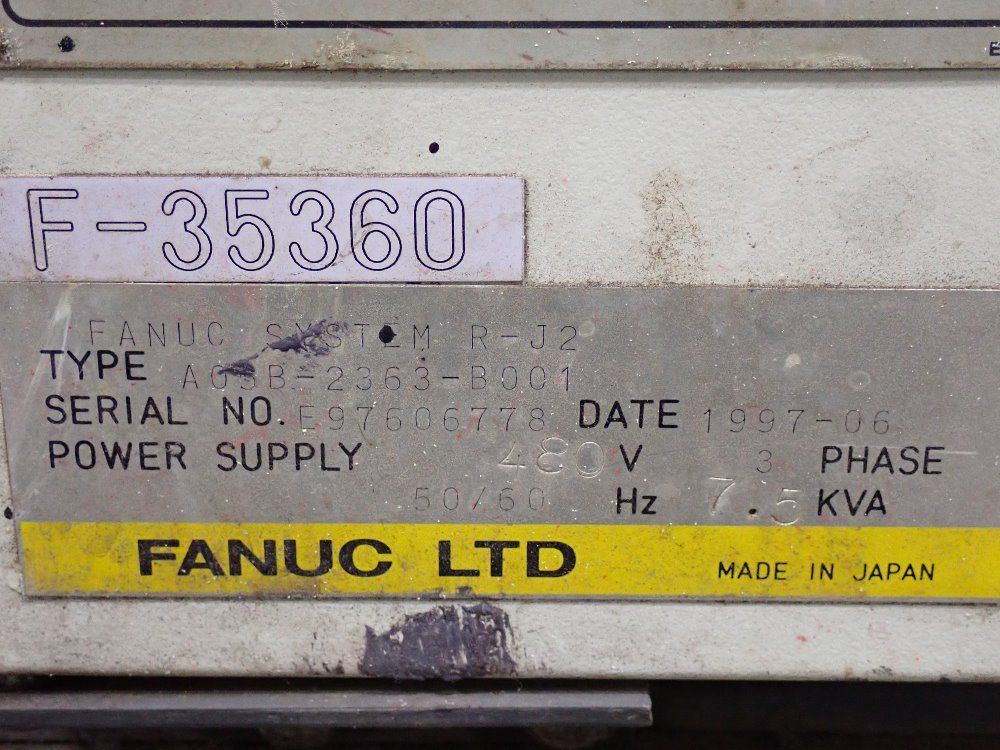 E
F-35360
FANUC SYSTEM R-J2
TYPE A05B-2363-B001
SERIAL NO. E97606778 DATE 1997-06
POWER SUPPLY 480 V 3 PHASE
50/60 Hz 7.5 KVA
FANUC LTD MADE IN JAPAN